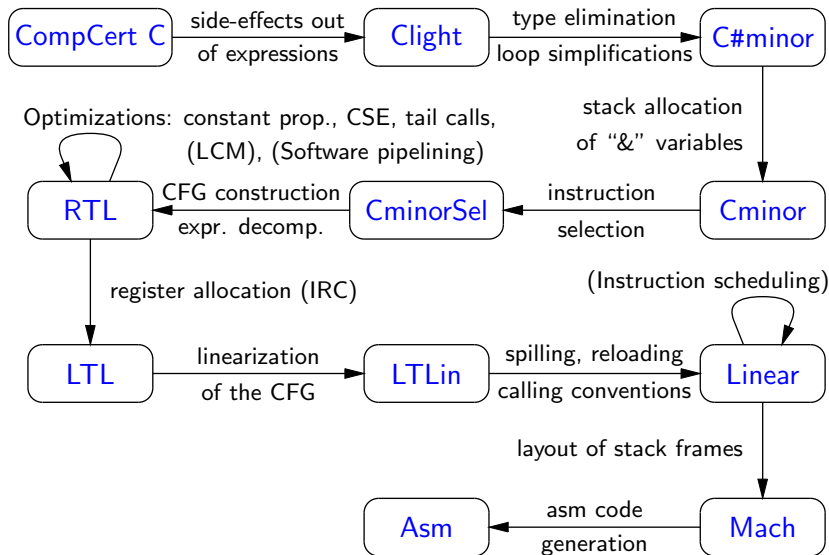 CompCert C
side-effects out
of expressions
Clight
type elimination
loop simplifications
C#minor
stack allocation
of “&” variables
Optimizations: constant prop., CSE, tail calls,
(LCM), (Software pipelining)
RTL
CFG construction
expr. decomp.
CminorSel
instruction
selection
Cminor
register allocation (IRC)
(Instruction scheduling)
LTL
linearization
of the CFG
LTLin
spilling, reloading
calling conventions
Linear
layout of stack frames
Asm
asm code
generation
Mach